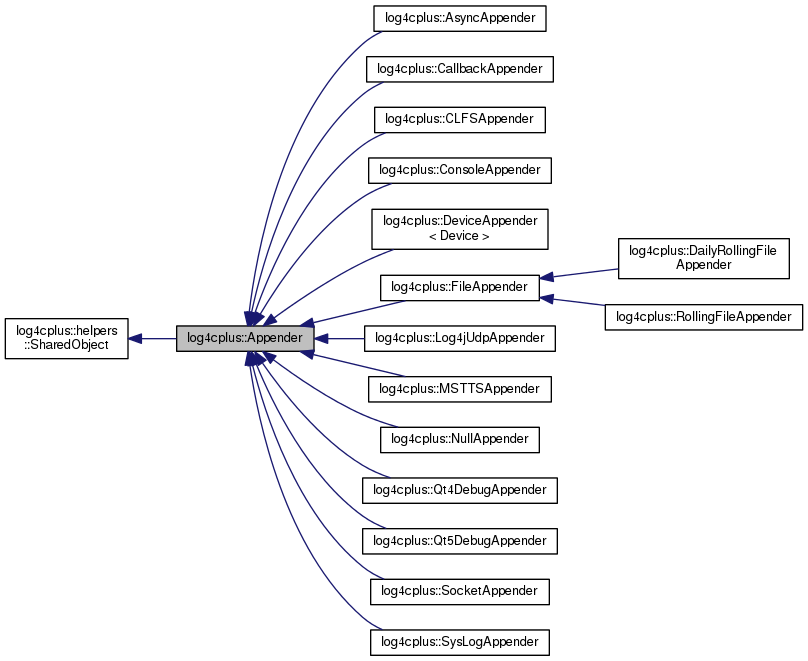 log4cplus::AsyncAppender
log4cplus::CallbackAppender
log4cplus::CLFSAppender
log4cplus::ConsoleAppender
log4cplus::DeviceAppender
< Device >
log4cplus::DailyRollingFile
Appender
log4cplus::FileAppender
log4cplus::RollingFileAppender
log4cplus::helpers
::SharedObject
log4cplus::Appender
log4cplus::Log4jUdpAppender
log4cplus::MSTTSAppender
log4cplus::NullAppender
log4cplus::Qt4DebugAppender
log4cplus::Qt5DebugAppender
log4cplus::SocketAppender
log4cplus::SysLogAppender